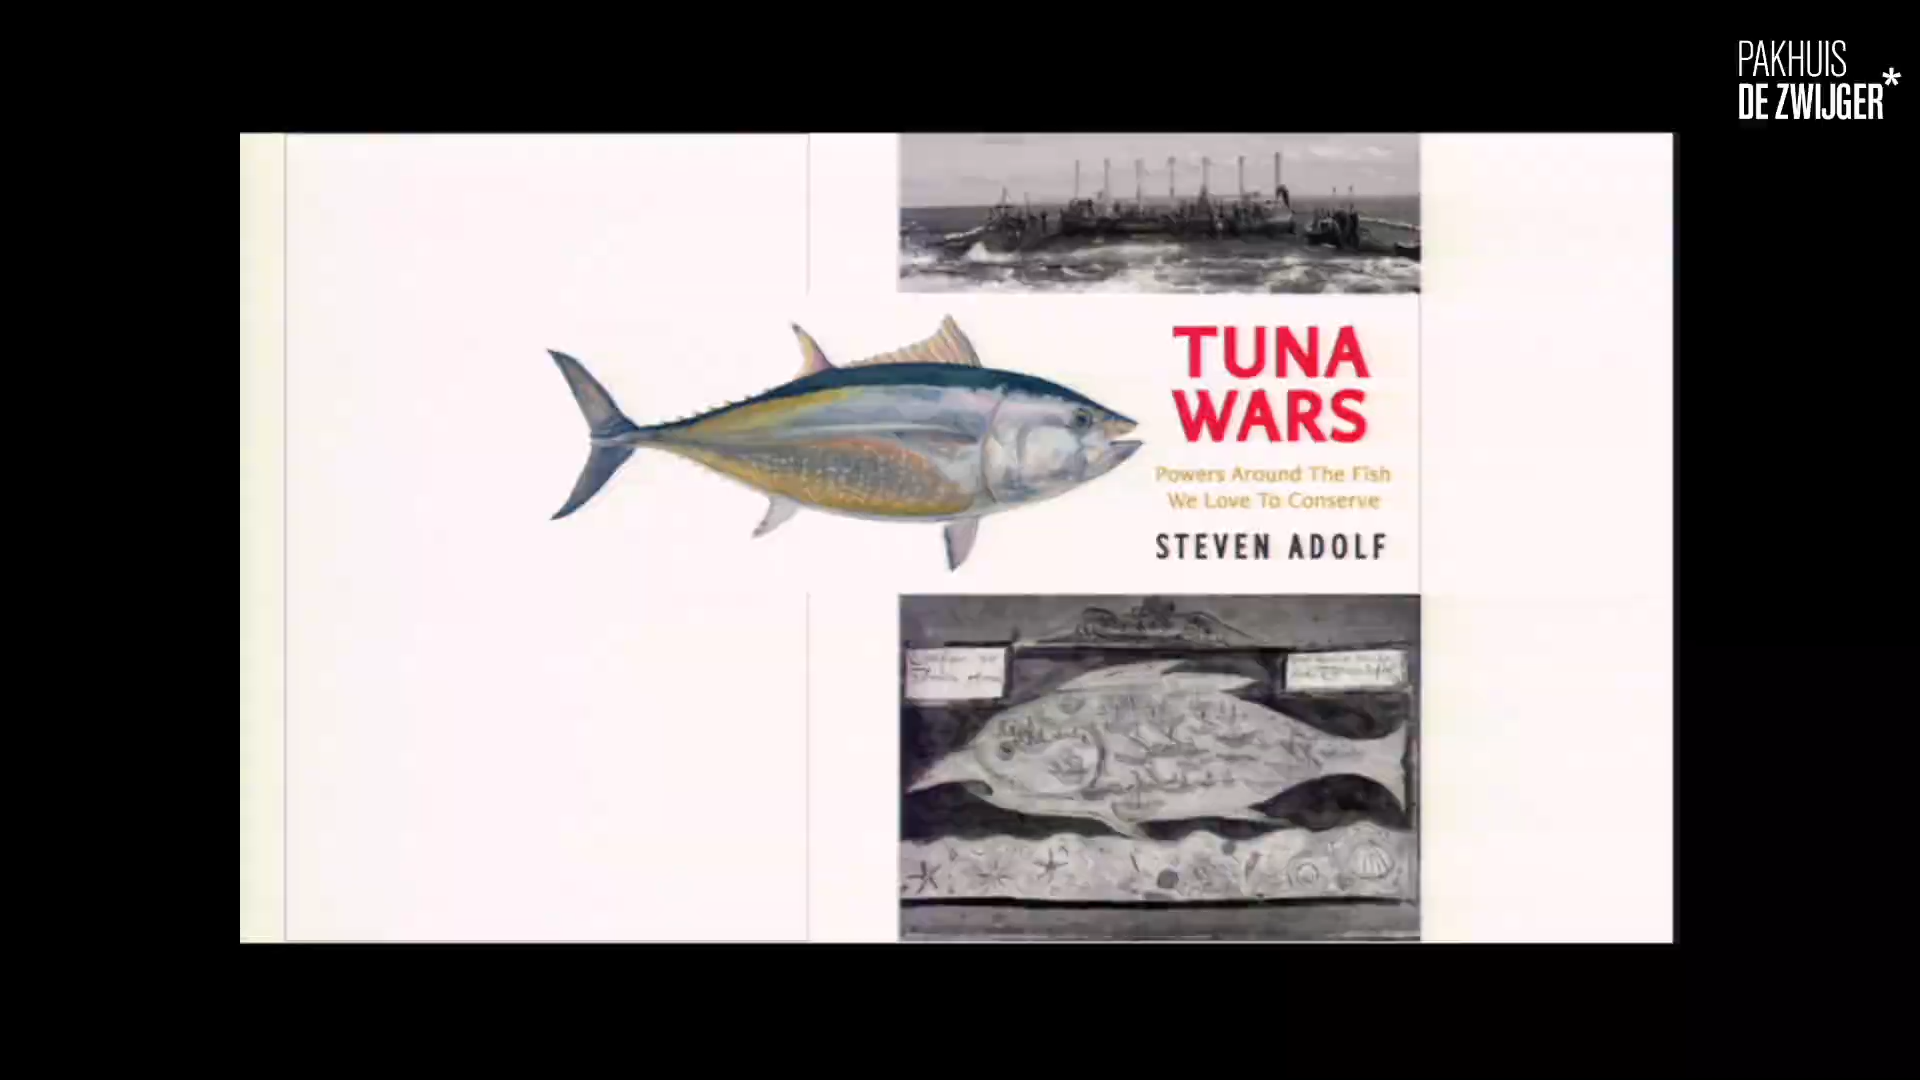 PAKHUIS
DE ZWIJGER*
TUNA
WARS
Powers Around The Fish
We Love To Conserve
STEVEN ADOLF